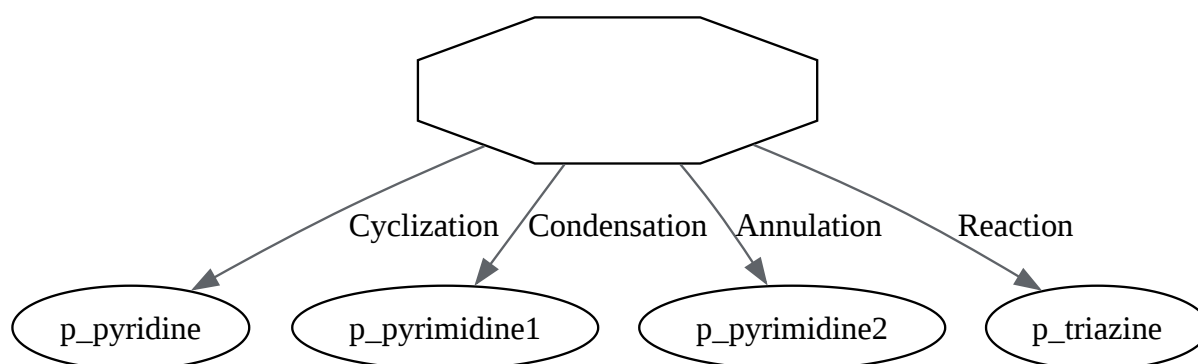 Cyclization
Condensation
Annulation
Reaction
p_pyridine
p_pyrimidine1
p_pyrimidine2
p_triazine